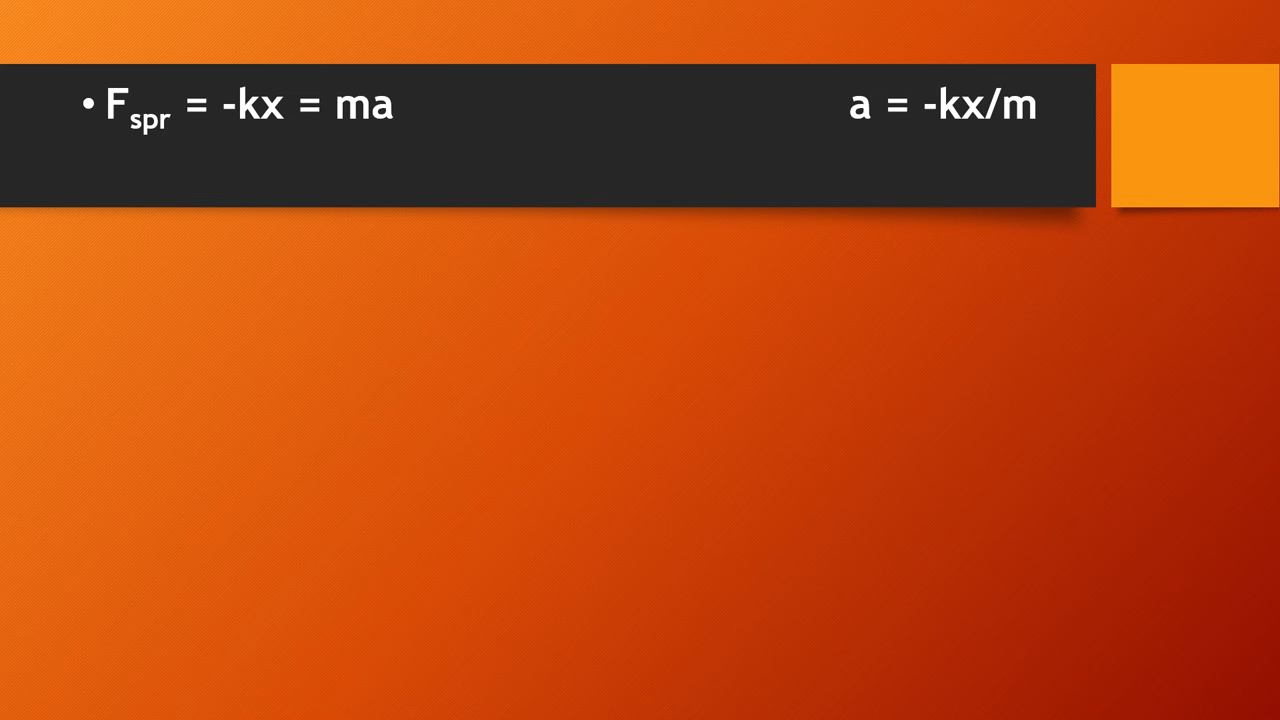 • Fspr = -kx = ma a = -kx/m